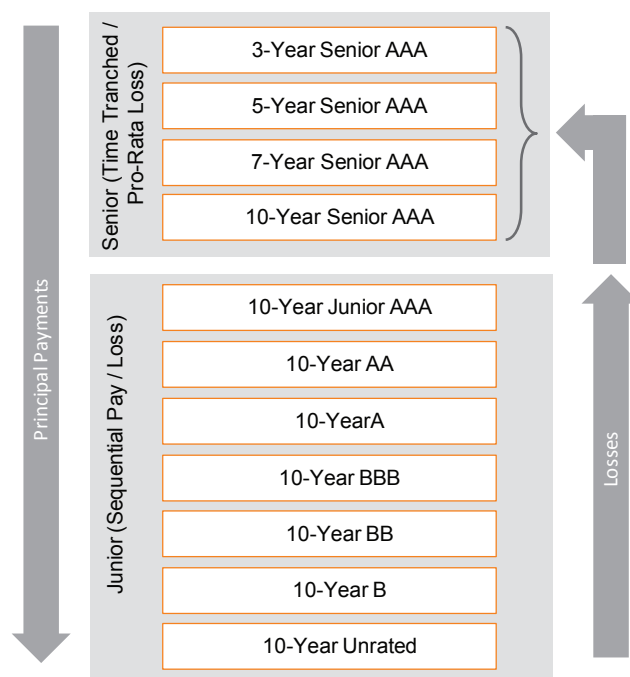 Principal Payments
Senior (Time Tranched /
Pro-Rata Loss)
3-Year Senior AAA
5-Year Senior AAA
7-Year Senior AAA
10-Year Senior AAA
Junior (Sequential Pay / Loss)
10-Year Junior AAA
10-Year AA
10-YearA
10-Year BBB
10-Year BB
10-Year B
10-Year Unrated
Losses